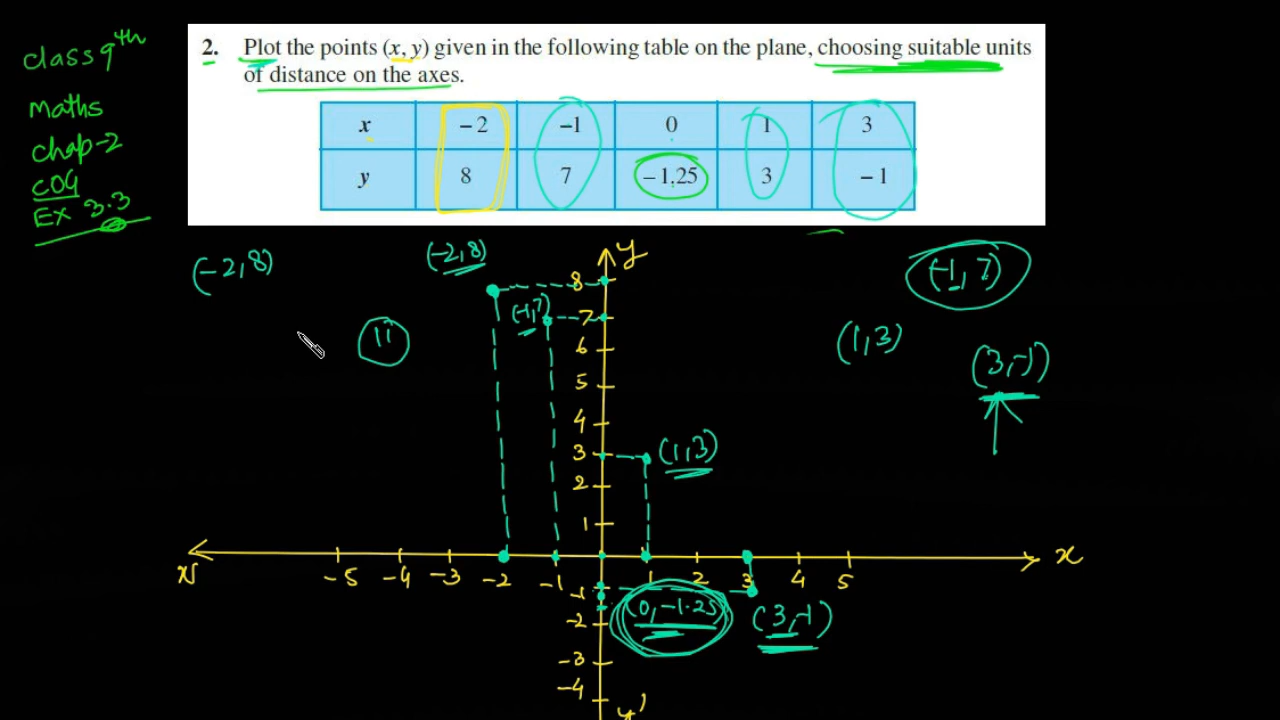 class 9th
Maths
chap-2
COG
EX 3.3
2. Plot the points (x, y) given in the following table on the plane, choosing suitable units
of distance on the axes.
x -2 -1 0 1 3
y 8 7 -1.25 3 -1
(-2,8)
(-2,8)
(-1,7)
(-1,7)
(1,3)
(3,-1)
(1,3)
y
8
7
6
5
4
3
2
1
-5 -4 -3 -2 -1 1 2 3 4 5 x
-1
(0,-1.25) (3,-1)
-2
-3
-4
y'